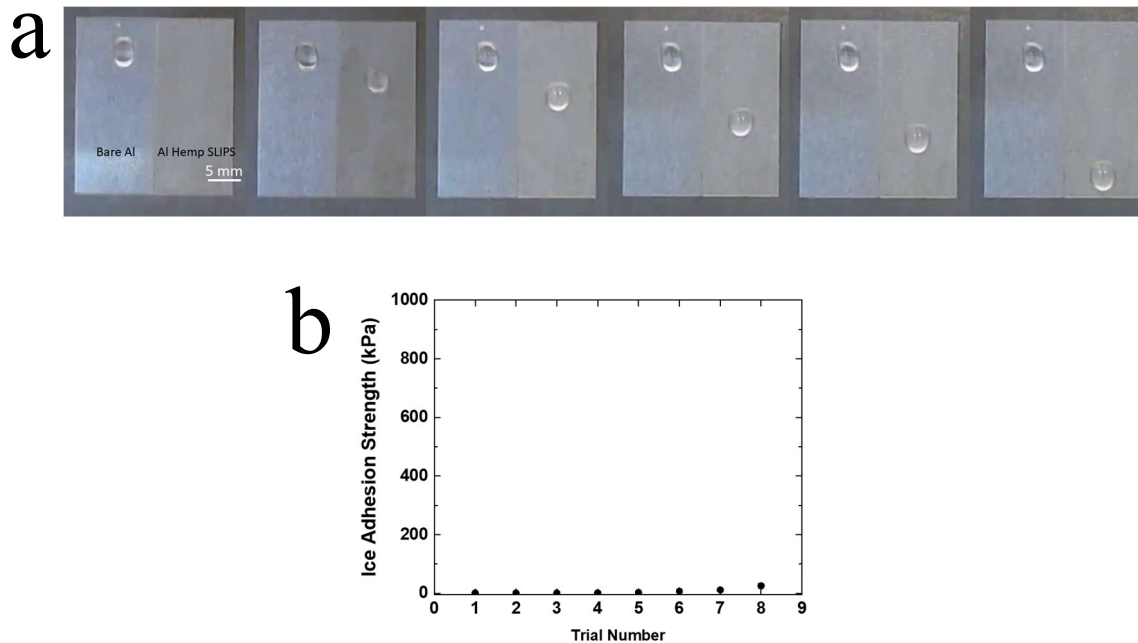 a
Bare Al
Al Hemp SLIPS
5 mm
b
Ice Adhesion Strength (kPa)
1000
800
600
400
200
0
0 1 2 3 4 5 6 7 8 9
Trial Number